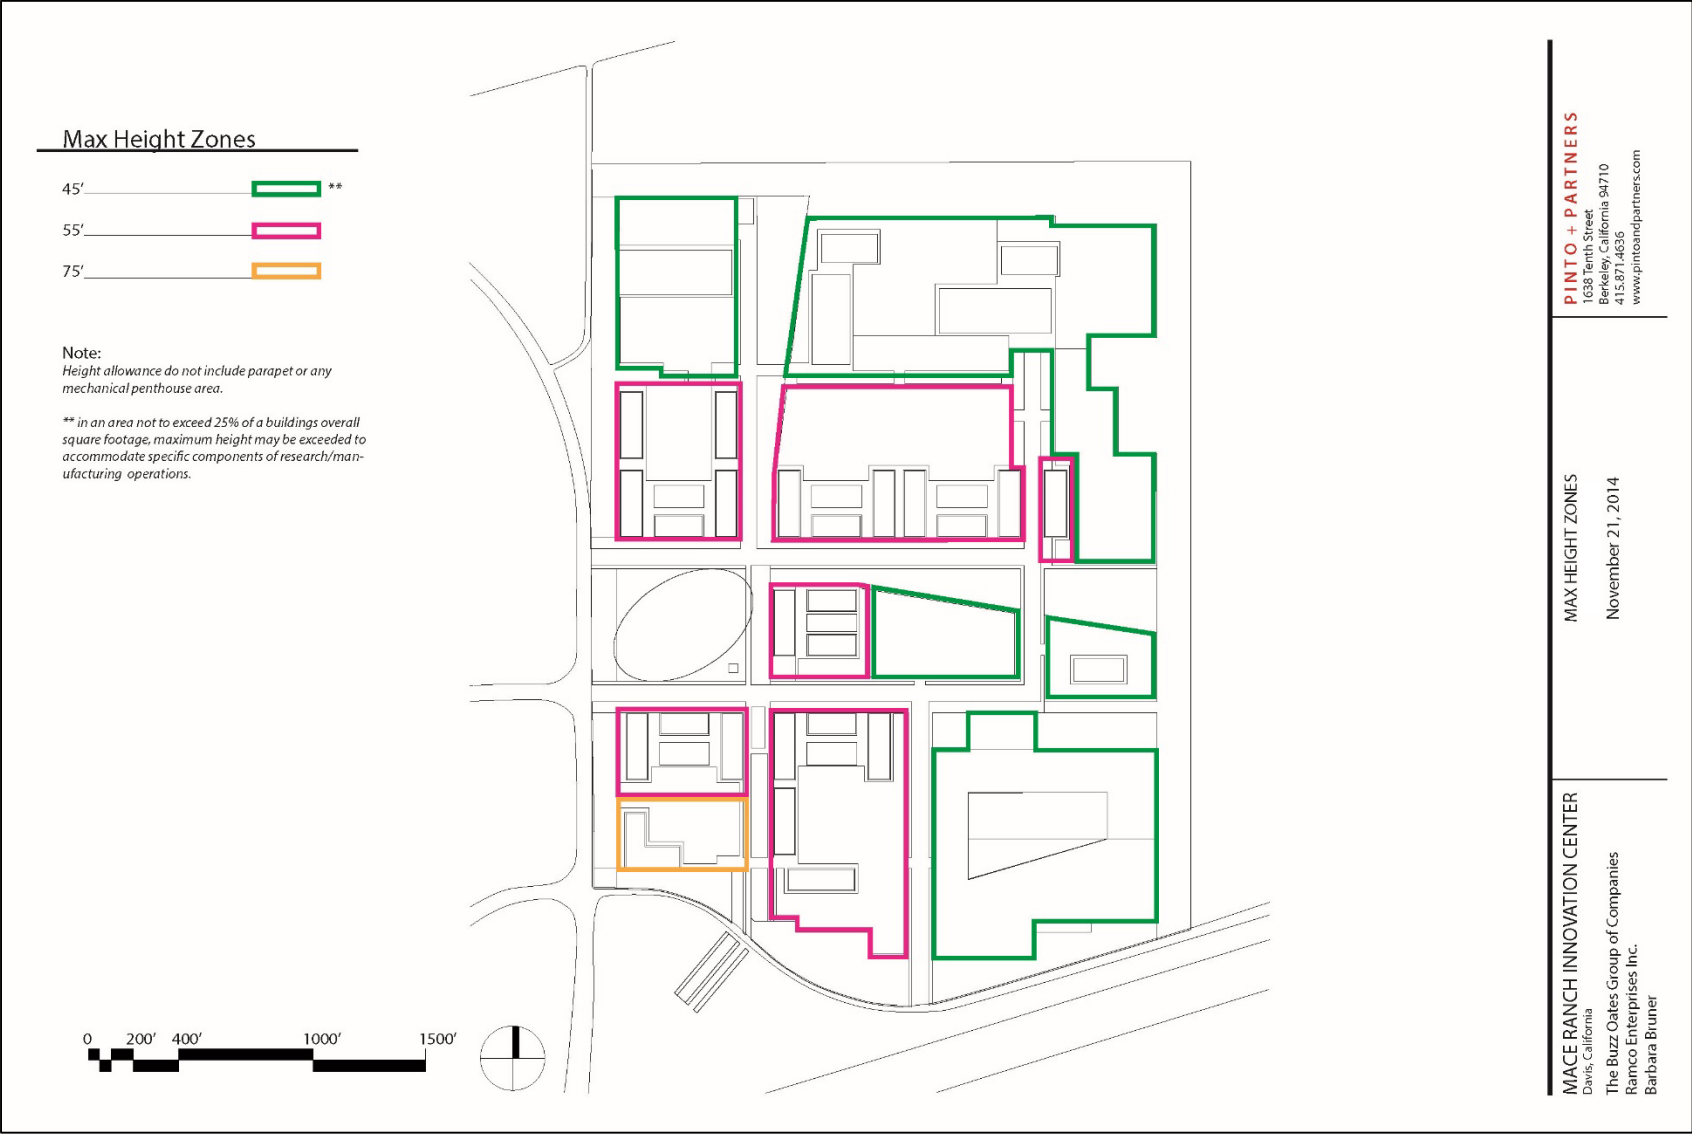 Max Height Zones
45'
**
55'
75'
Note:
Height allowance do not include parapet or any
mechanical penthouse area.
** in an area not to exceed 25% of a buildings overall
square footage, maximum height may be exceeded to
accommodate specific components of research/man-
ufacturing operations.
0 200' 400' 1000' 1500'
PINTO + PARTNERS
1638 Tenth Street
Berkeley, California 94710
415.871.4636
www.pintoandpartners.com
MAX HEIGHT ZONES
November 21, 2014
MACE RANCH INNOVATION CENTER
Davis, California
The Buzz Oates Group of Companies
Ramco Enterprises Inc.
Barbara Bruner